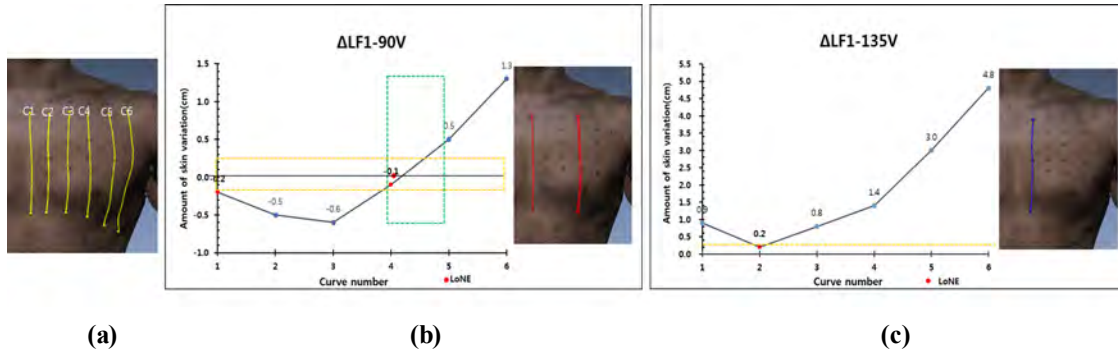 C1 C2 C3 C4 C5 C6
(a)
ΔLF1-90V
Amount of skin variation(cm)
1.5
1.0
0.5
0.0
-0.5
-1.0
-0.5
-0.6
-0.1
0.5
1.3
1 2 3 4 5 6
Curve number
LoNE
(b)
ΔLF1-135V
Amount of skin variation(cm)
5.5
5.0
4.5
4.0
3.5
3.0
2.5
2.0
1.5
1.0
0.5
0.0
0.9
0.2
0.8
1.4
3.0
4.8
1 2 3 4 5 6
Curve number
LoNE
(c)